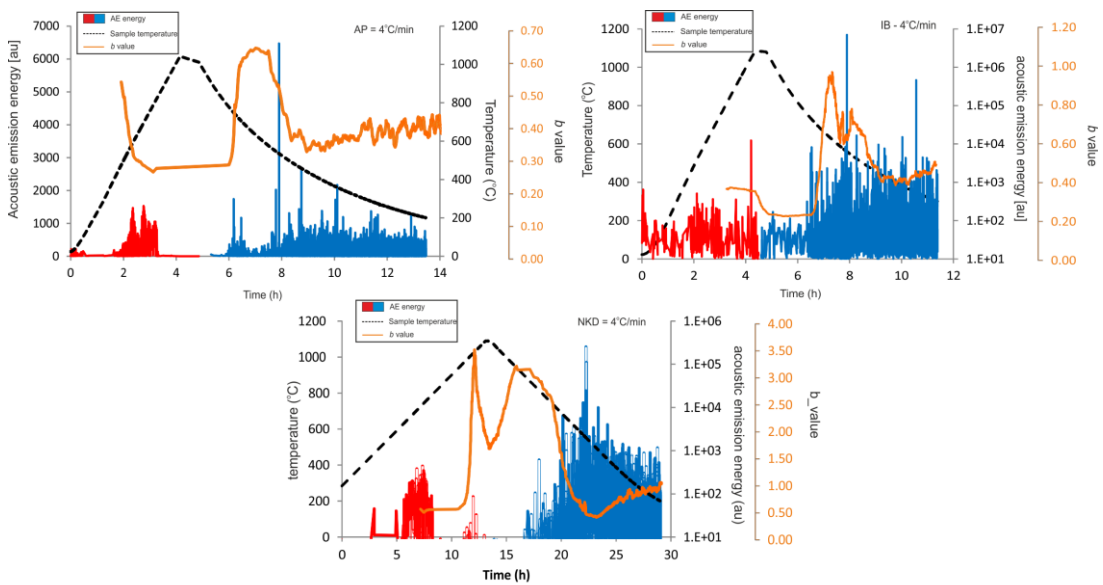 AE energy
Sample temperature
b value
AP = 4°C/min
Acoustic emission energy [au]
7000
6000
5000
4000
3000
2000
1000
0
0 2 4 6 8 10 12 14
Time (h)
1200
1000
800
600
400
200
0
Temperature (°C)
0.70
0.60
0.50
0.40
0.30
0.20
0.10
0.00
b value
AE energy
Sample temperature
b value
IB - 4°C/min
Temperature (°C)
1200
1000
800
600
400
200
0
0 2 4 6 8 10 12
Time (h)
1.E+07
1.E+06
1.E+05
1.E+04
1.E+03
1.E+02
1.E+01
acoustic emission energy [au]
1.20
1.00
0.80
0.60
0.40
0.20
0.00
b value
AE energy
Sample temperature
b value
NKD = 4°C/min
temperature (°C)
1200
1000
800
600
400
200
0
0 5 10 15 20 25 30
Time (h)
1.E+06
1.E+05
1.E+04
1.E+03
1.E+02
1.E+01
acoustic emission energy (au)
4.00
3.50
3.00
2.50
2.00
1.50
1.00
0.50
0.00
b_value